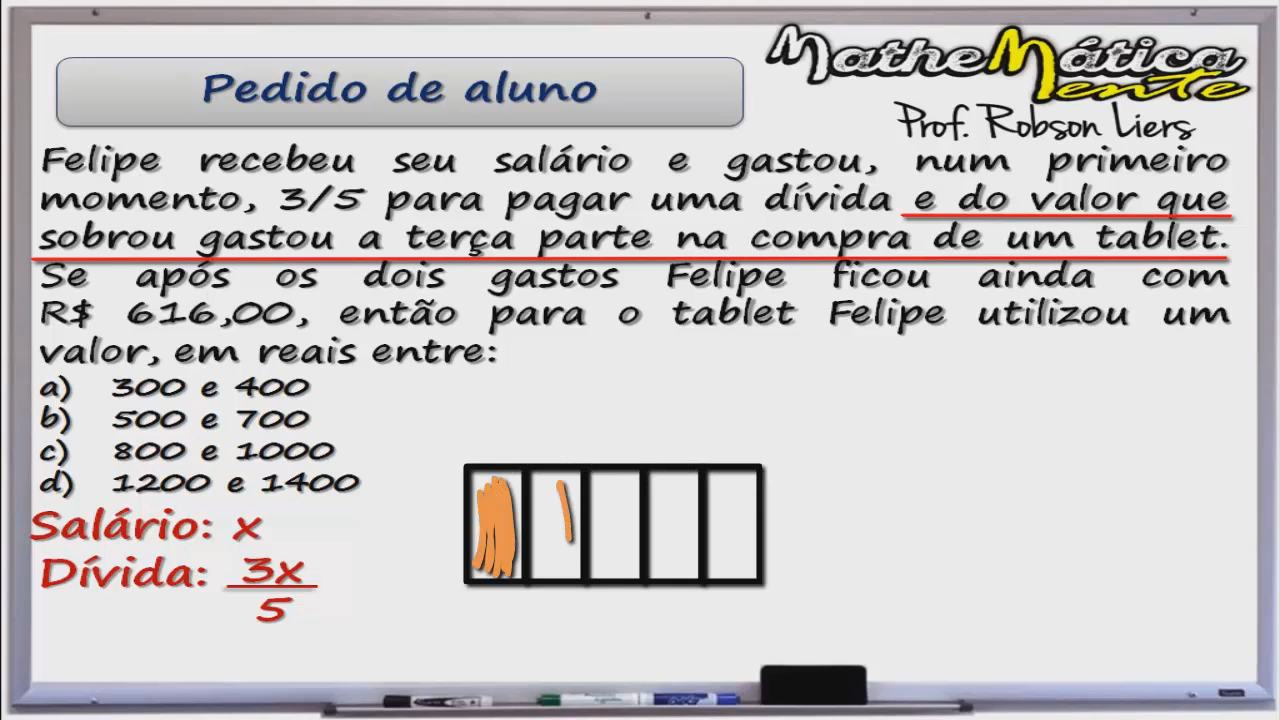 Pedido de aluno
MatheMática
mente
Prof. Robson Liers
Felipe recebeu seu salário e gastou, num primeiro
momento, 3/5 para pagar uma dívida e do valor que
sobrou gastou a terça parte na compra de um tablet.
Se após os dois gastos Felipe ficou ainda com
R$ 616,00, então para o tablet Felipe utilizou um
valor, em reais entre:
a) 300 e 400
b) 500 e 700
c) 800 e 1000
d) 1200 e 1400
Salário: x
Dívida: 3x
5